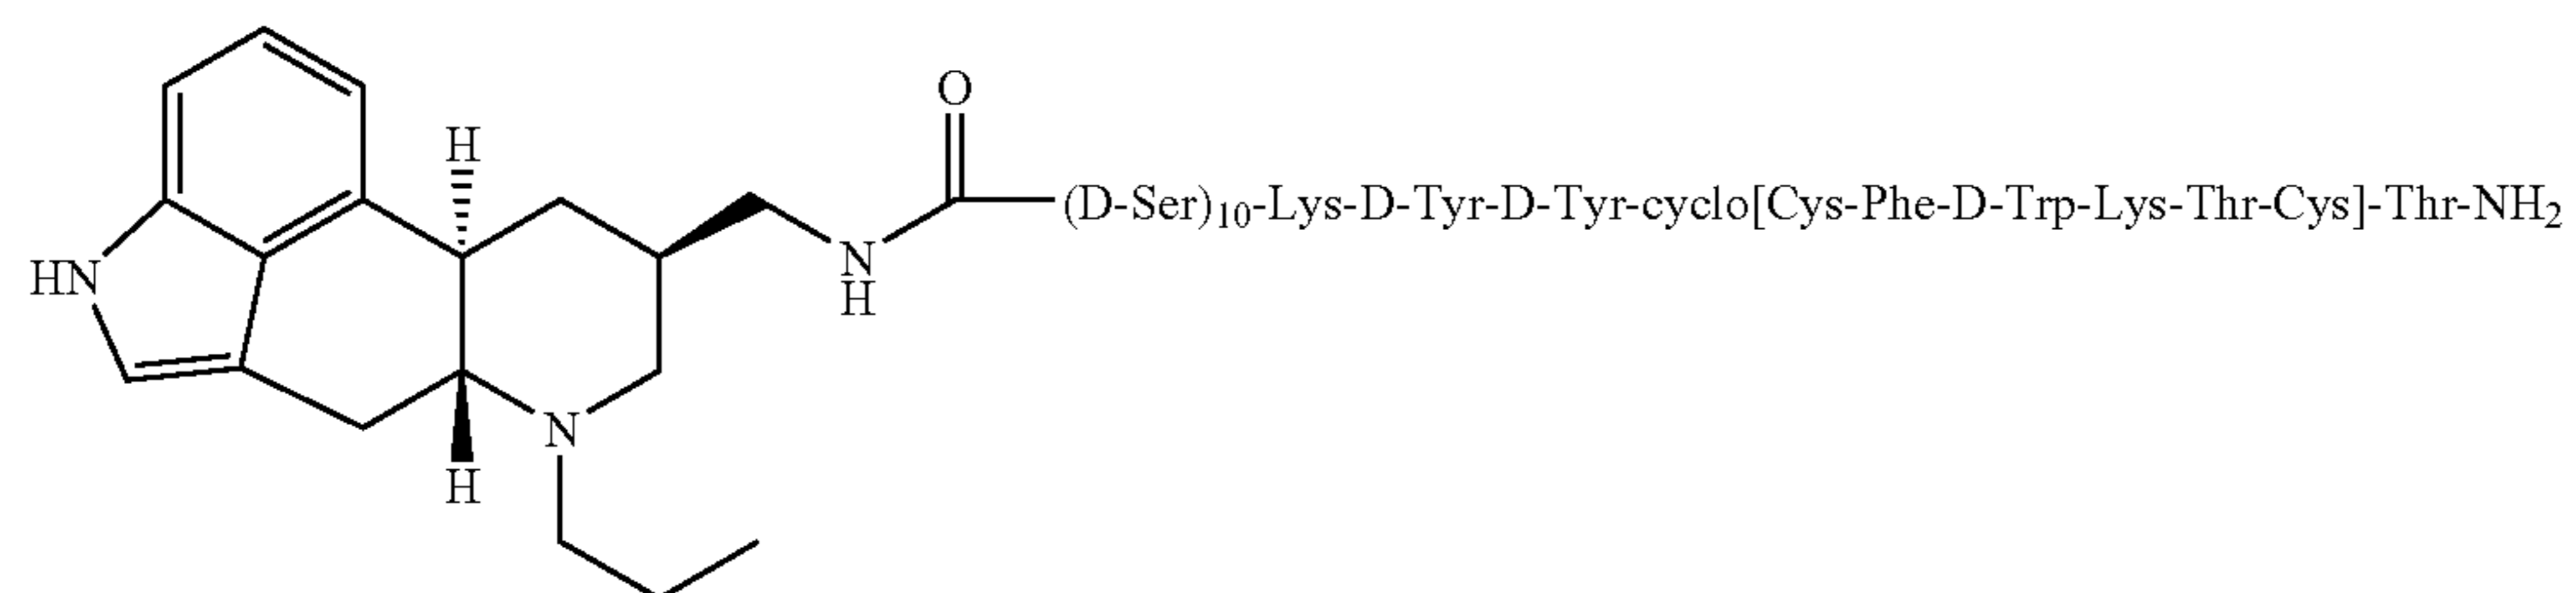 O
H
(D-Ser)10-Lys-D-Tyr-D-Tyr-cyclo[Cys-Phe-D-Trp-Lys-Thr-Cys]-Thr-NH2
N
H
HN
N
H